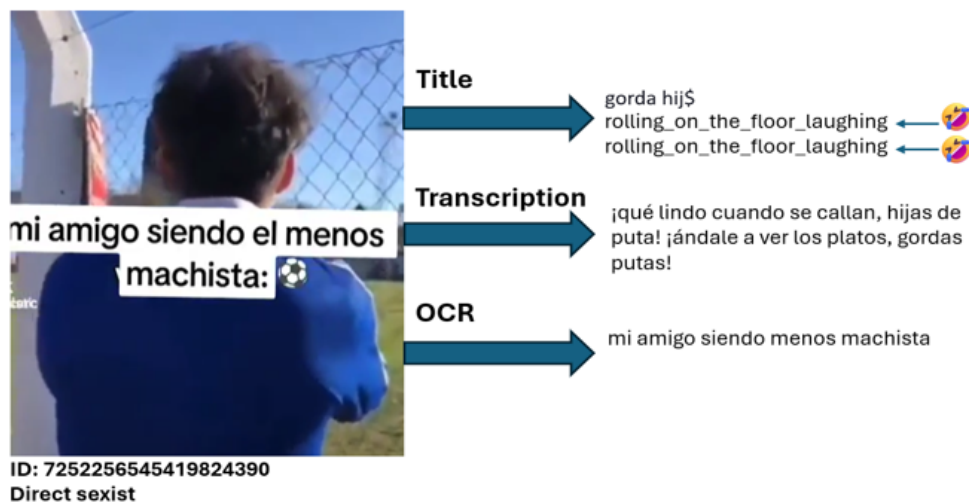 Title
gorda hij$
rolling_on_the_floor_laughing
rolling_on_the_floor_laughing
mi amigo siendo el menos
machista:
Transcription
¡qué lindo cuando se callan, hijas de
puta! ¡ándale a ver los platos, gordas
putas!
OCR
mi amigo siendo menos machista
ID: 7252256545419824390
Direct sexist